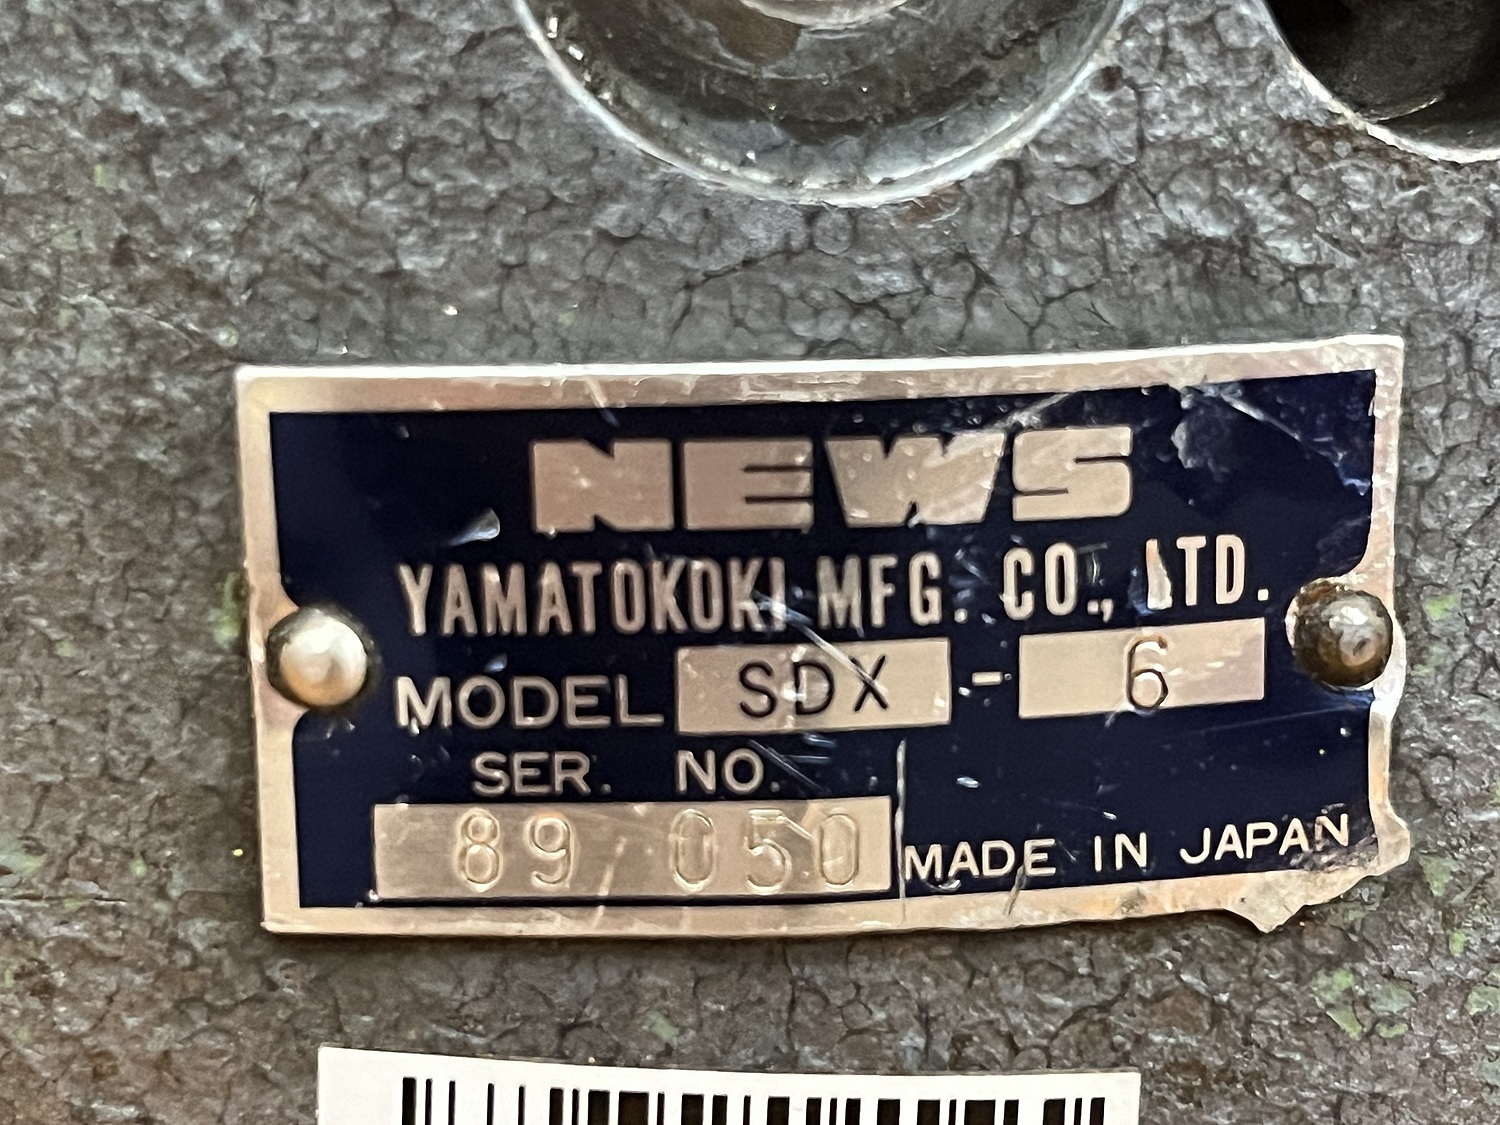 NEWS
YAMATOKOKI MFG. CO., LTD.
MODEL SDX - 6
SER. NO.
89 050
MADE IN JAPAN